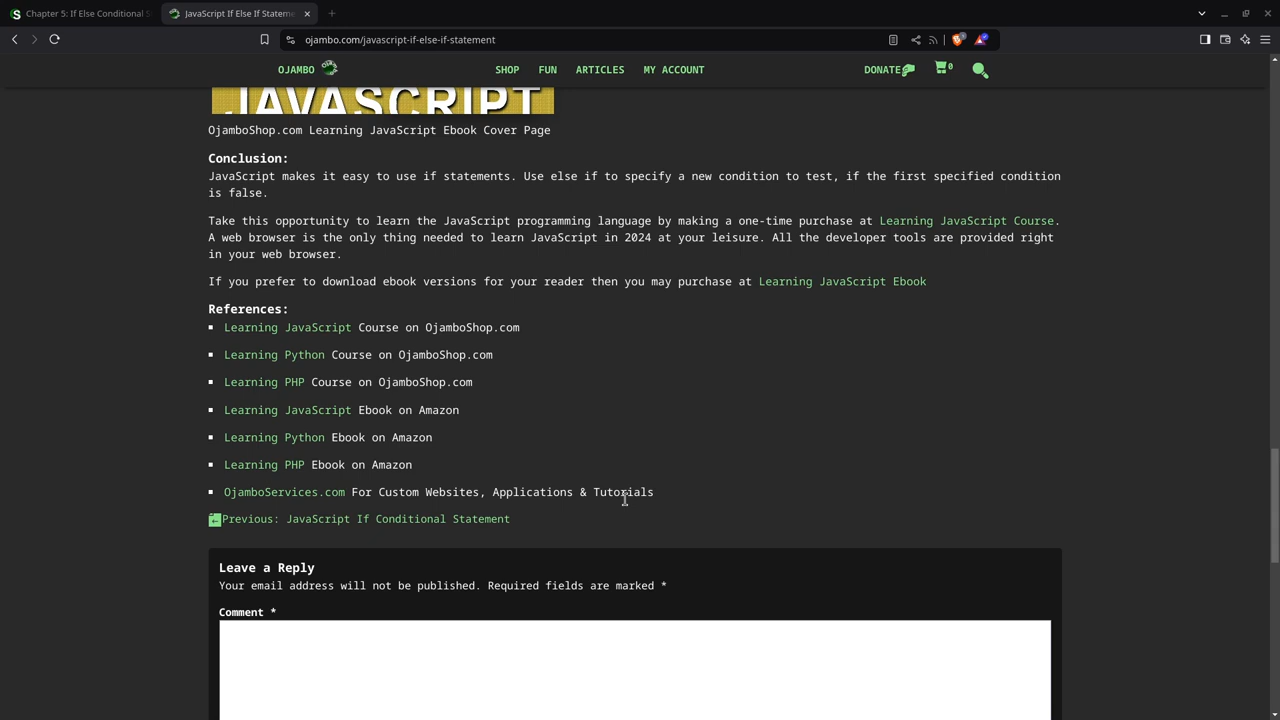 Chapter 5: If Else Conditional S
JavaScript If Else If Stateme
ojambo.com/javascript-if-else-if-statement
OJAMBO
SHOP
FUN
ARTICLES
MY ACCOUNT
DONATE
0
JAVASCRIPT
OjamboShop.com Learning JavaScript Ebook Cover Page
Conclusion:
JavaScript makes it easy to use if statements. Use else if to specify a new condition to test, if the first specified condition
is false.
Take this opportunity to learn the JavaScript programming language by making a one-time purchase at Learning JavaScript Course.
A web browser is the only thing needed to learn JavaScript in 2024 at your leisure. All the developer tools are provided right
in your web browser.
If you prefer to download ebook versions for your reader then you may purchase at Learning JavaScript Ebook
References:
Learning JavaScript Course on OjamboShop.com
Learning Python Course on OjamboShop.com
Learning PHP Course on OjamboShop.com
Learning JavaScript Ebook on Amazon
Learning Python Ebook on Amazon
Learning PHP Ebook on Amazon
OjamboServices.com For Custom Websites, Applications & Tutorials
Previous: JavaScript If Conditional Statement
Leave a Reply
Your email address will not be published. Required fields are marked *
Comment *